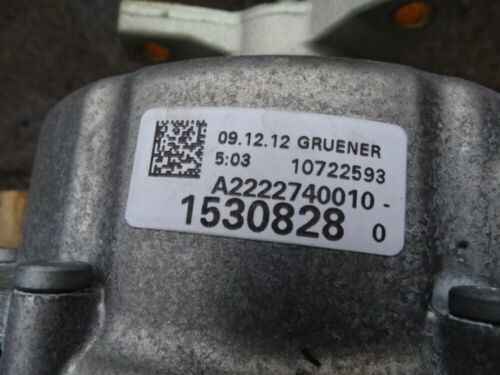 09.12.12 GRUENER
5:03 10722593
A2222740010-
1530828 0